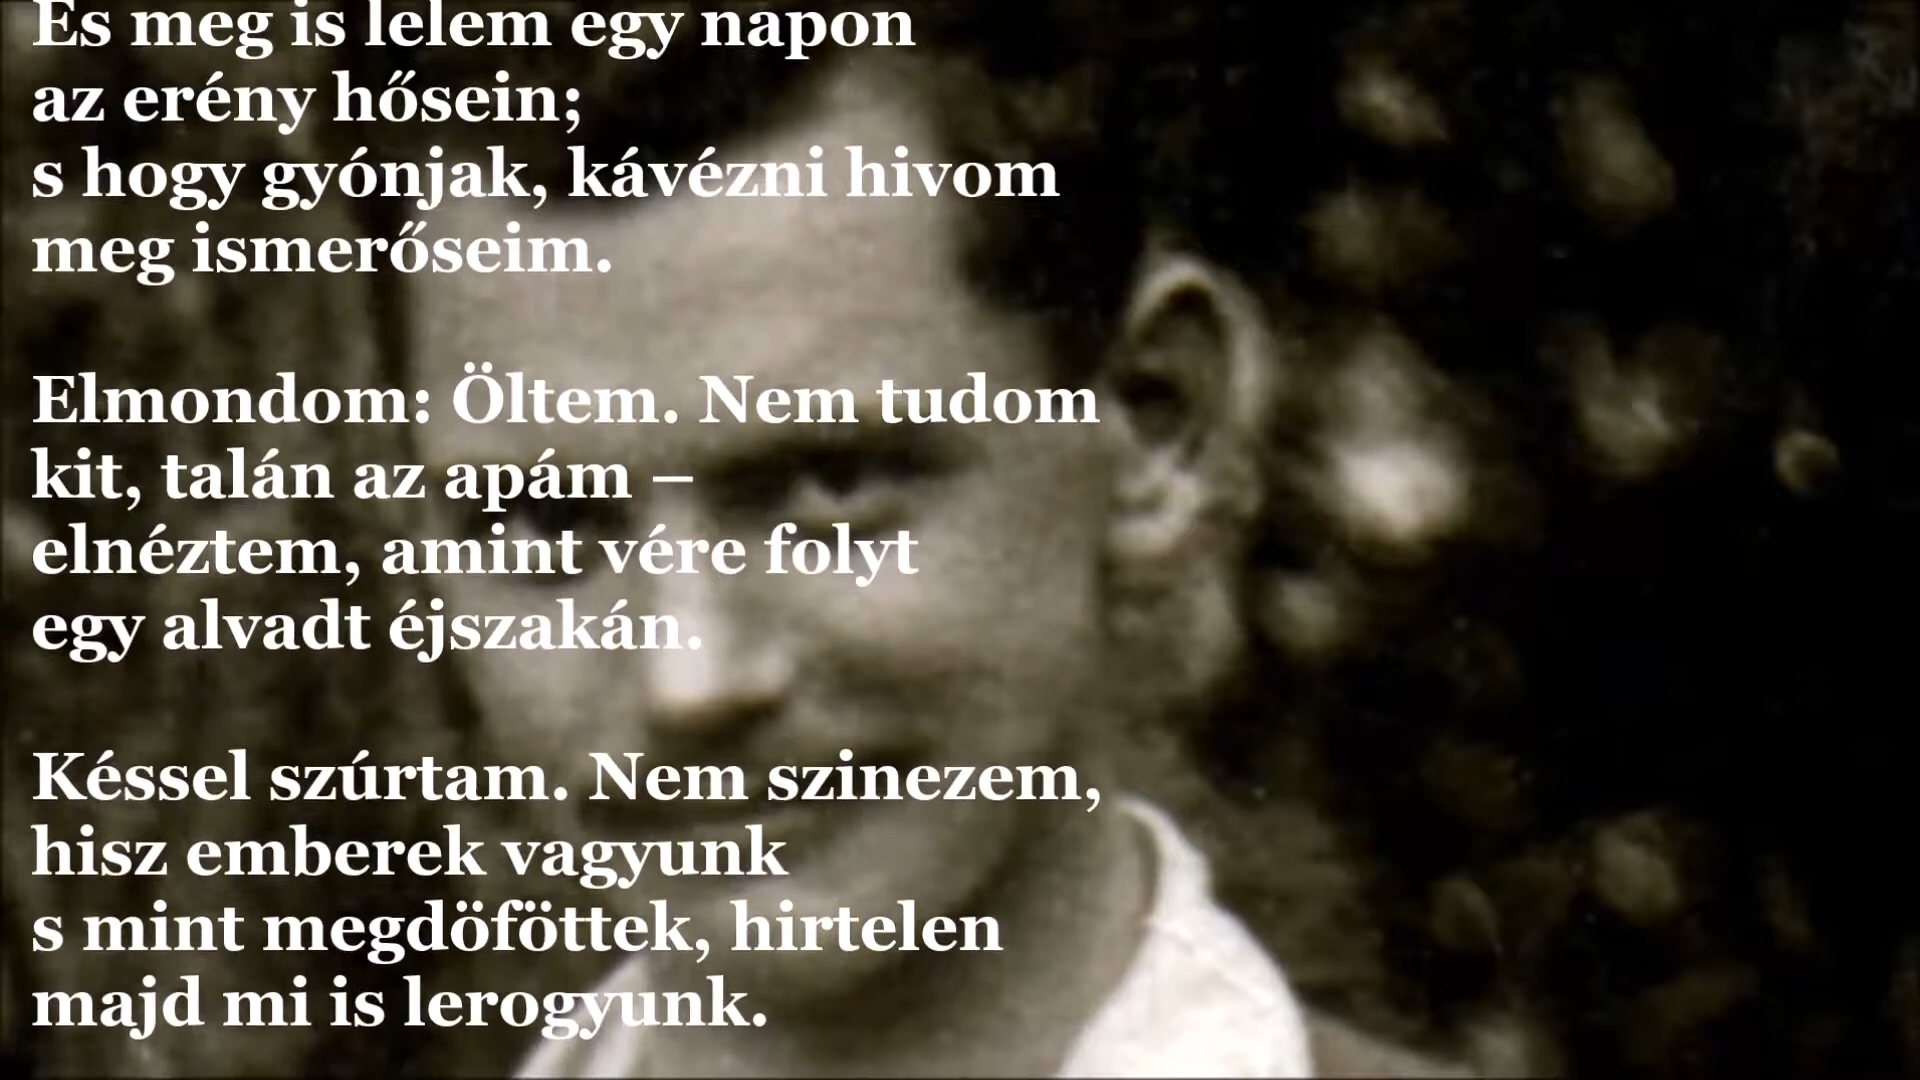 És meg is lelem egy napon
az erény hősein;
s hogy gyónjak, kávézni hivom
meg ismerőseim.
Elmondom: Öltem. Nem tudom
kit, talán az apám –
elnéztem, amint vére folyt
egy alvadt éjszakán.
Késsel szúrtam. Nem szinezem,
hisz emberek vagyunk
s mint megdöföttek, hirtelen
majd mi is lerogyunk.